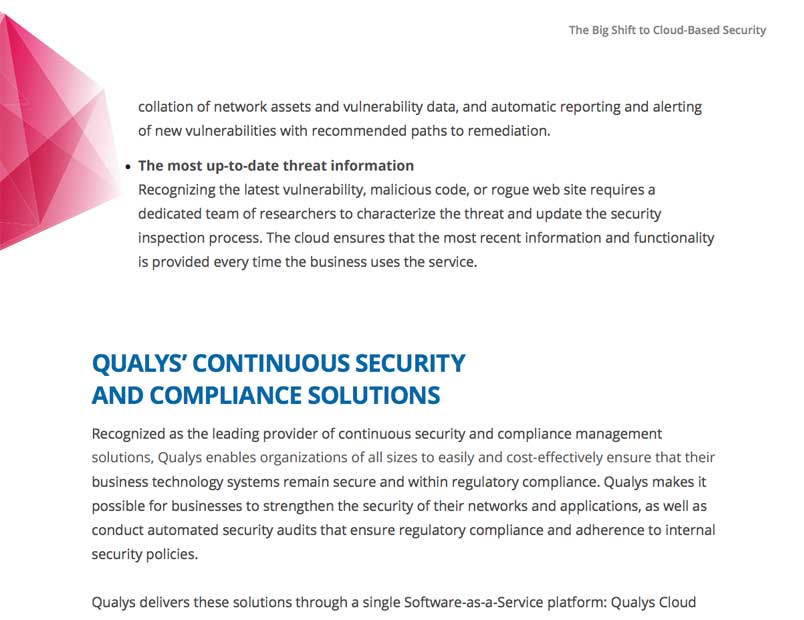 The Big Shift to Cloud-Based Security
collation of network assets and vulnerability data, and automatic reporting and alerting
of new vulnerabilities with recommended paths to remediation.
• The most up-to-date threat information
Recognizing the latest vulnerability, malicious code, or rogue web site requires a
dedicated team of researchers to characterize the threat and update the security
inspection process. The cloud ensures that the most recent information and functionality
is provided every time the business uses the service.
QUALYS’ CONTINUOUS SECURITY
AND COMPLIANCE SOLUTIONS
Recognized as the leading provider of continuous security and compliance management
solutions, Qualys enables organizations of all sizes to easily and cost-effectively ensure that their
business technology systems remain secure and within regulatory compliance. Qualys makes it
possible for businesses to strengthen the security of their networks and applications, as well as
conduct automated security audits that ensure regulatory compliance and adherence to internal
security policies.
Qualys delivers these solutions through a single Software-as-a-Service platform: Qualys Cloud